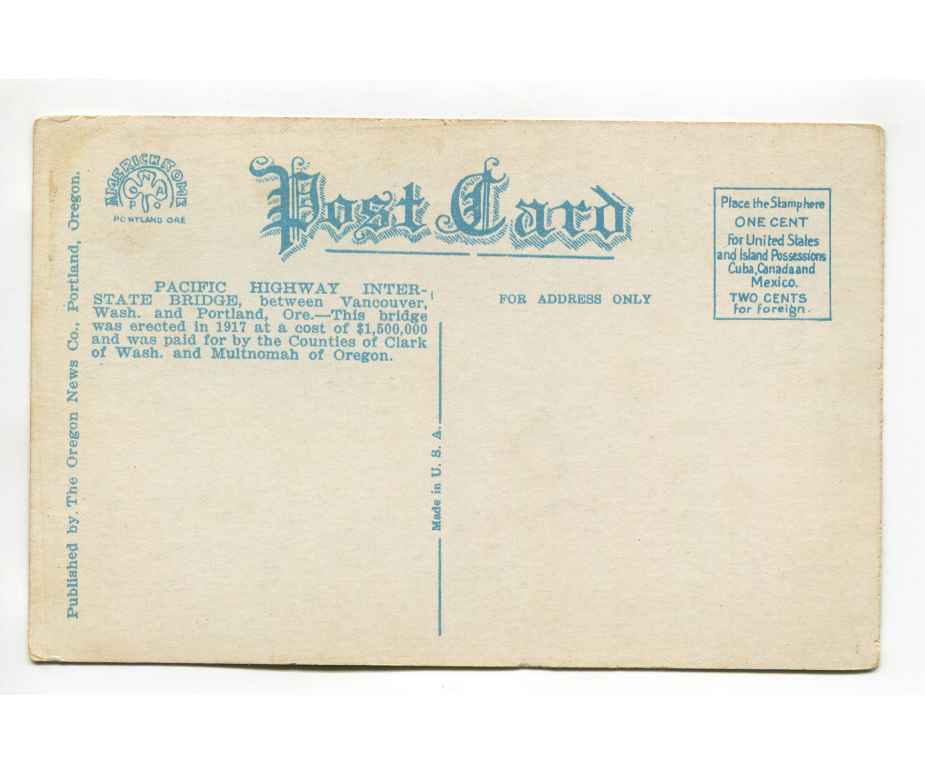 AMERICHROME
PORTLAND ORE
Post Card
PACIFIC HIGHWAY INTER-
STATE BRIDGE, between Vancouver,
Wash. and Portland, Ore.—This bridge
was erected in 1917 at a cost of $1,500,000
and was paid for by the Counties of Clark
of Wash. and Multnomah of Oregon.
Published by The Oregon News Co., Portland, Oregon.
Made in U. S. A.
FOR ADDRESS ONLY
Place the Stamp here
ONE CENT
For United States
and Island Possessions
Cuba, Canada and
Mexico.
TWO CENTS
for foreign.